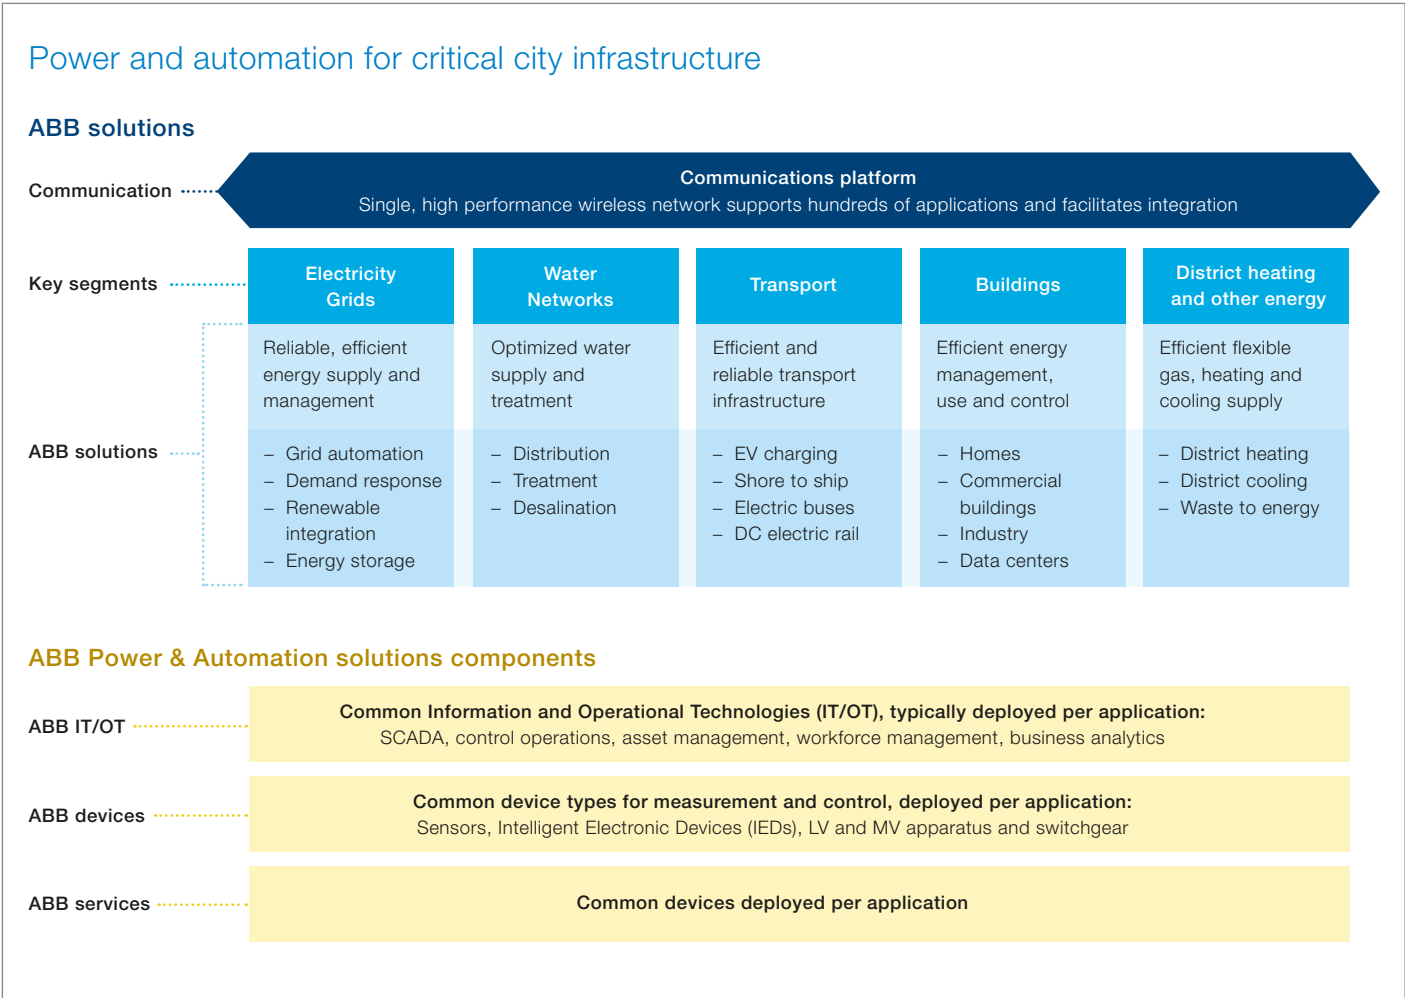 Power and automation for critical city infrastructure
ABB solutions
Communication
Communications platform
Single, high performance wireless network supports hundreds of applications and facilitates integration
Key segments
Electricity
Grids
Water
Networks
Transport
Buildings
District heating
and other energy
ABB solutions
Reliable, efficient
energy supply and
management
– Grid automation
– Demand response
– Renewable
integration
– Energy storage
Optimized water
supply and
treatment
– Distribution
– Treatment
– Desalination
Efficient and
reliable transport
infrastructure
– EV charging
– Shore to ship
– Electric buses
– DC electric rail
Efficient energy
management,
use and control
– Homes
– Commercial
buildings
– Industry
– Data centers
Efficient flexible
gas, heating and
cooling supply
– District heating
– District cooling
– Waste to energy
ABB Power & Automation solutions components
ABB IT/OT
Common Information and Operational Technologies (IT/OT), typically deployed per application:
SCADA, control operations, asset management, workforce management, business analytics
ABB devices
Common device types for measurement and control, deployed per application:
Sensors, Intelligent Electronic Devices (IEDs), LV and MV apparatus and switchgear
ABB services
Common devices deployed per application